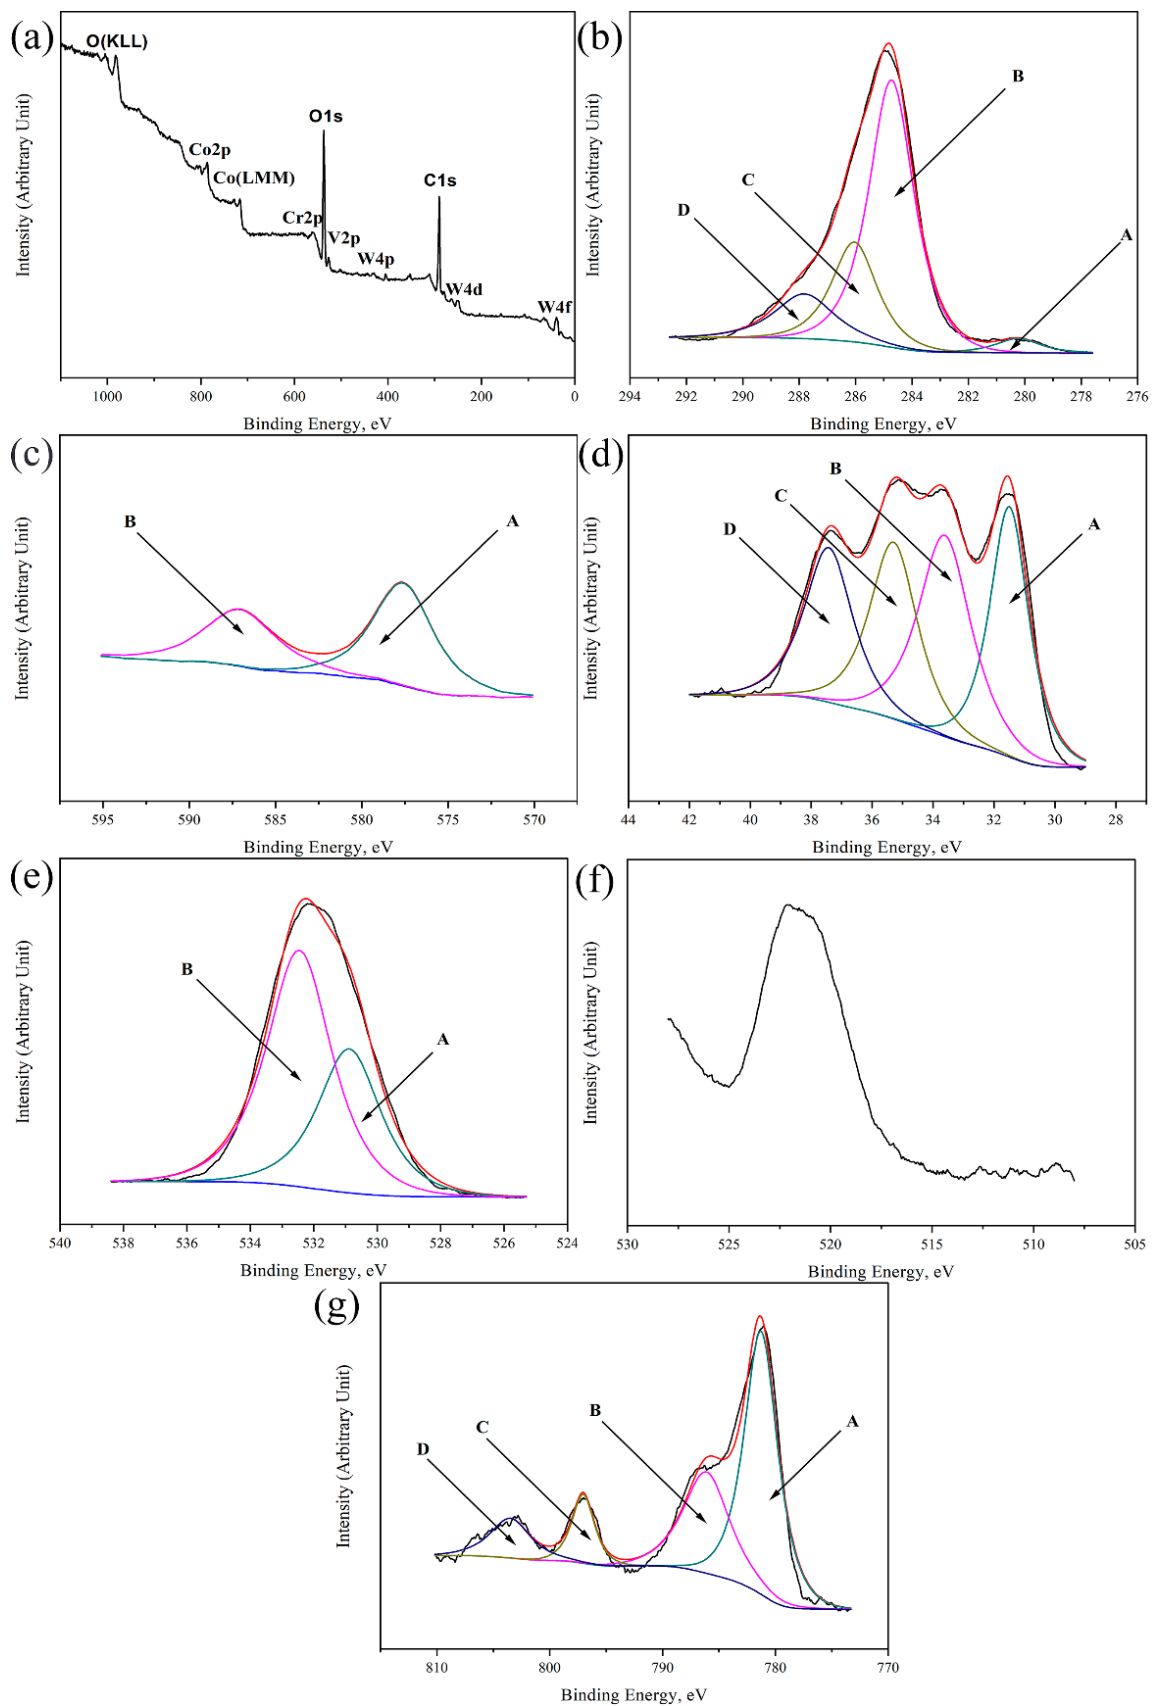 (a)
O(KLL)
O1s
Co2p
Co(LMM)
C1s
Cr2p
V2p
W4p
W4d
W4f
Intensity (Arbitrary Unit)
1000 800 600 400 200 0
Binding Energy, eV
(b)
B
C
D
A
Intensity (Arbitrary Unit)
294 292 290 288 286 284 282 280 278 276
Binding Energy, eV
(c)
B
A
Intensity (Arbitrary Unit)
595 590 585 580 575 570
Binding Energy, eV
(d)
B
C
D
A
Intensity (Arbitrary Unit)
44 42 40 38 36 34 32 30 28
Binding Energy, eV
(e)
B
A
Intensity (Arbitrary Unit)
540 538 536 534 532 530 528 526 524
Binding Energy, eV
(f)
Intensity (Arbitrary Unit)
530 525 520 515 510 505
Binding Energy, eV
(g)
B
A
C
D
Intensity (Arbitrary Unit)
810 800 790 780 770
Binding Energy, eV